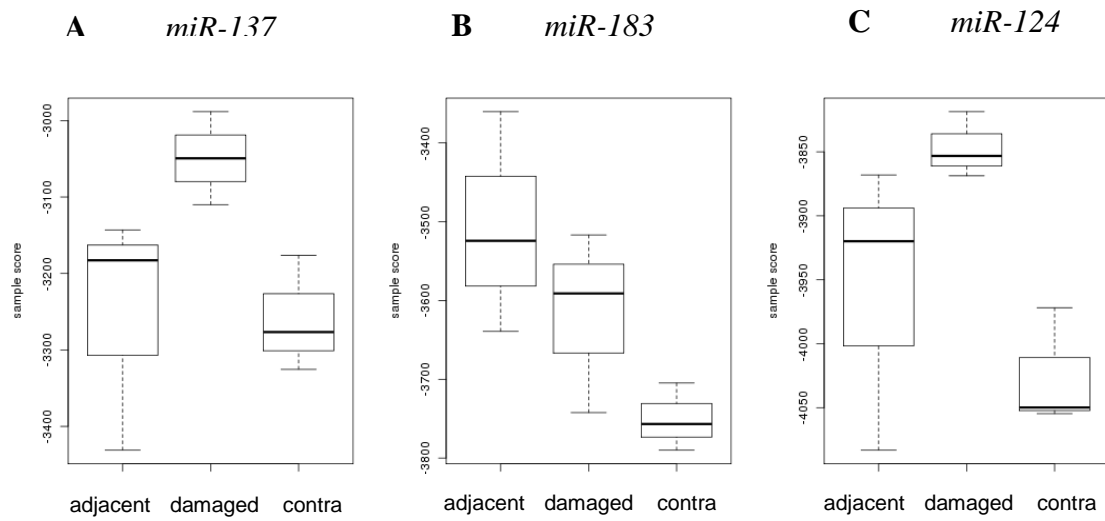 A miR-137
B miR-183
C miR-124
sample score
-3000
-3100
-3200
-3300
-3400
adjacent damaged contra
sample score
-3400
-3500
-3600
-3700
-3800
adjacent damaged contra
sample score
-3850
-3900
-3950
-4000
-4050
adjacent damaged contra